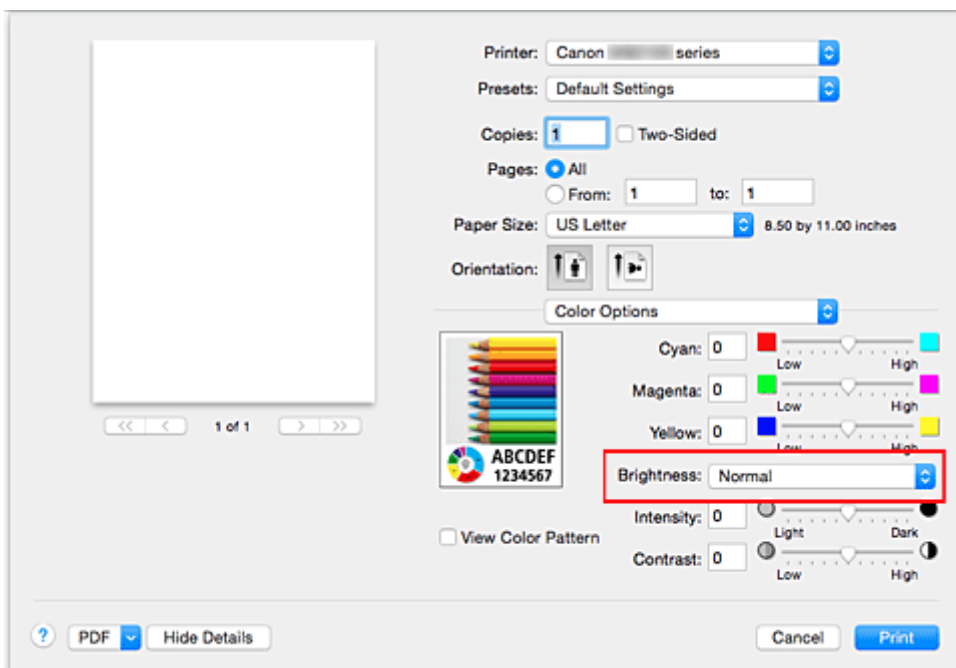 Printer: Canon series
Presets: Default Settings
Copies: 1 Two-Sided
Pages: All
From: 1 to: 1
Paper Size: US Letter 8.50 by 11.00 inches
Orientation:
Color Options
Cyan: 0
Low High
Magenta: 0
Low High
Yellow: 0
Low High
Brightness: Normal
Intensity: 0
Light Dark
Contrast: 0
Low High
ABCDEF
1234567
View Color Pattern
<< < 1 of 1 > >>
? PDF Hide Details Cancel Print